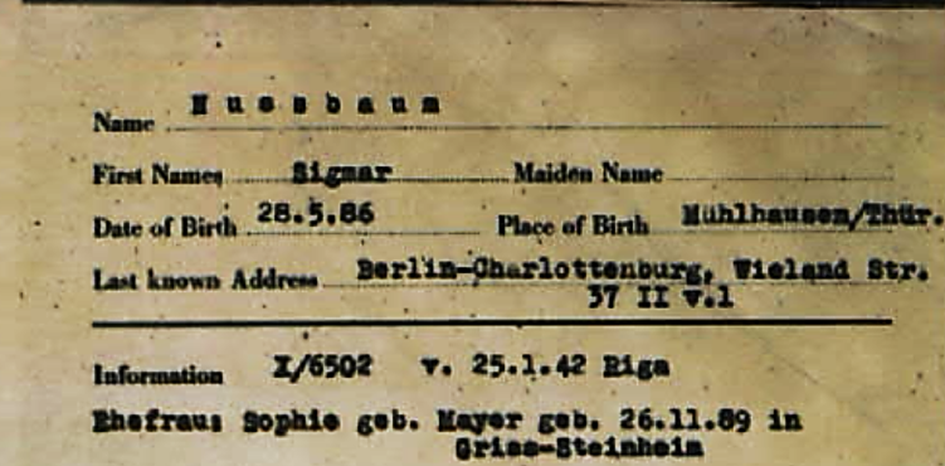 Name N u s s b a u m
First Names Sigmar Maiden Name
Date of Birth 28.5.86 Place of Birth Mühlhausen/Thür.
Last known Address Berlin-Charlottenburg, Wieland Str.
37 II v.1
Information X/6502 v. 25.1.42 Riga
Ehefrau: Sophie geb. Mayer geb. 26.11.89 in
Gries-Steinheim